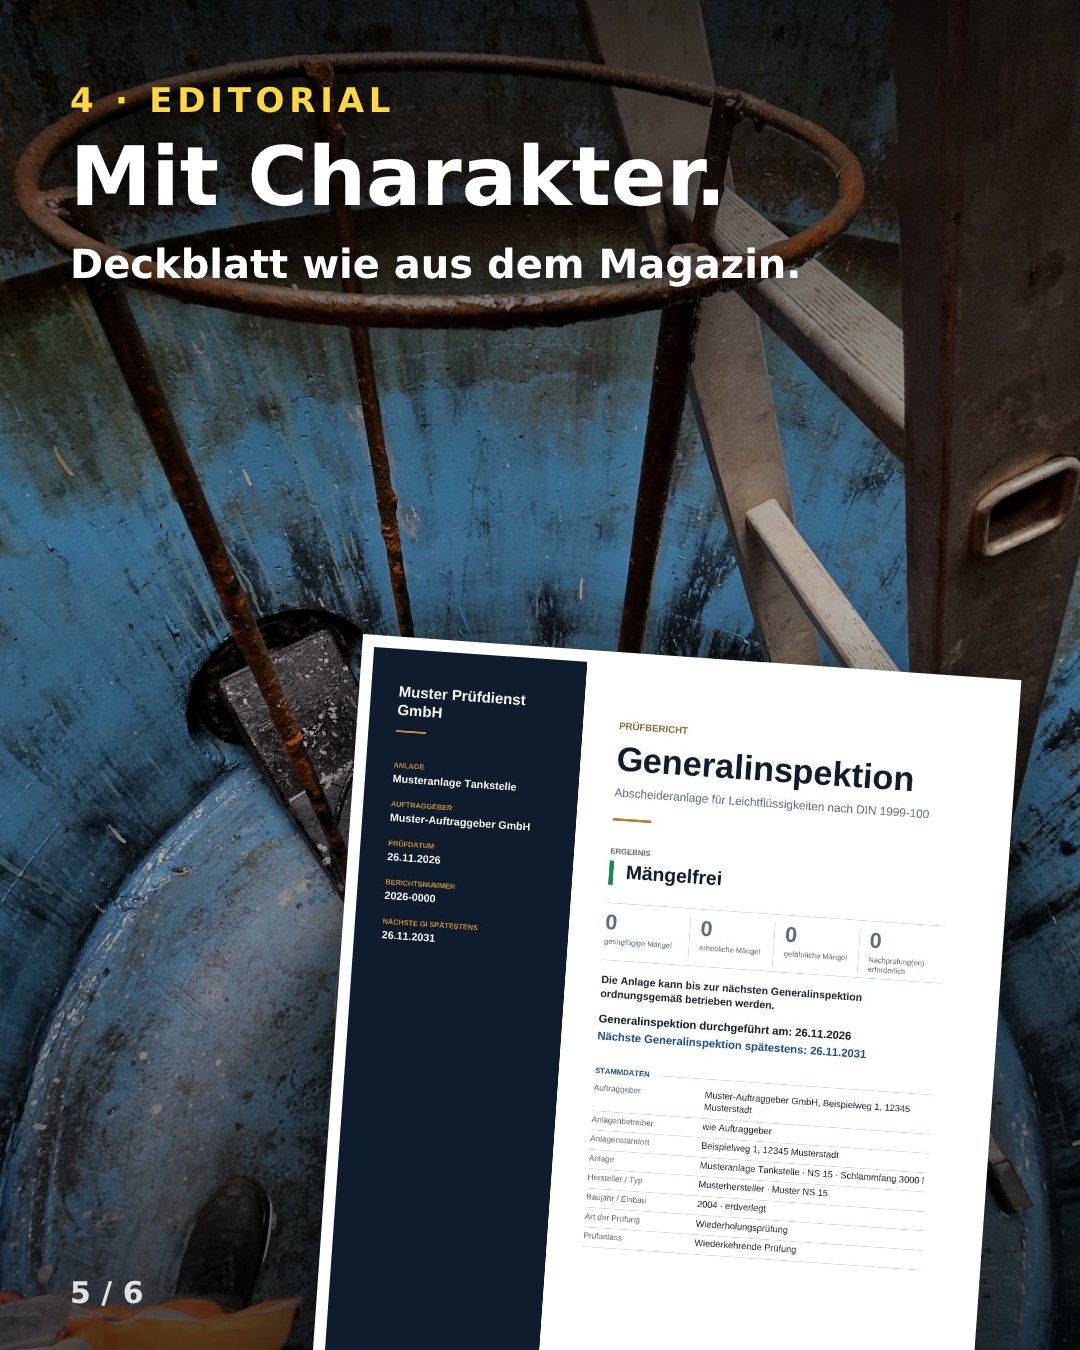 4 · EDITORIAL
Mit Charakter.
Deckblatt wie aus dem Magazin.
Muster Prüfdienst
GmbH
ANLAGE
Musteranlage Tankstelle
AUFTRAGGEBER
Muster-Auftraggeber GmbH
PRÜFDATUM
26.11.2026
BERICHTSNUMMER
2026-0000
NÄCHSTE GI SPÄTESTENS
26.11.2031
PRÜFBERICHT
Generalinspektion
Abscheideranlage für Leichtflüssigkeiten nach DIN 1999-100
ERGEBNIS
Mängelfrei
0
geringfügige Mängel
0
erhebliche Mängel
0
gefährliche Mängel
0
Nachprüfung(en)
erforderlich
Die Anlage kann bis zur nächsten Generalinspektion
ordnungsgemäß betrieben werden.
Generalinspektion durchgeführt am: 26.11.2026
Nächste Generalinspektion spätestens: 26.11.2031
STAMMDATEN
Auftraggeber Muster-Auftraggeber GmbH, Beispielweg 1, 12345
Musterstadt
Anlagenbetreiber wie Auftraggeber
Anlagenstandort Beispielweg 1, 12345 Musterstadt
Anlage Musteranlage Tankstelle · NS 15 · Schlammfang 3000 l
Hersteller / Typ Musterhersteller · Muster NS 15
Baujahr / Einbau 2004 · erdverlegt
Art der Prüfung Wiederholungsprüfung
Prüfanlass Wiederkehrende Prüfung
5 / 6